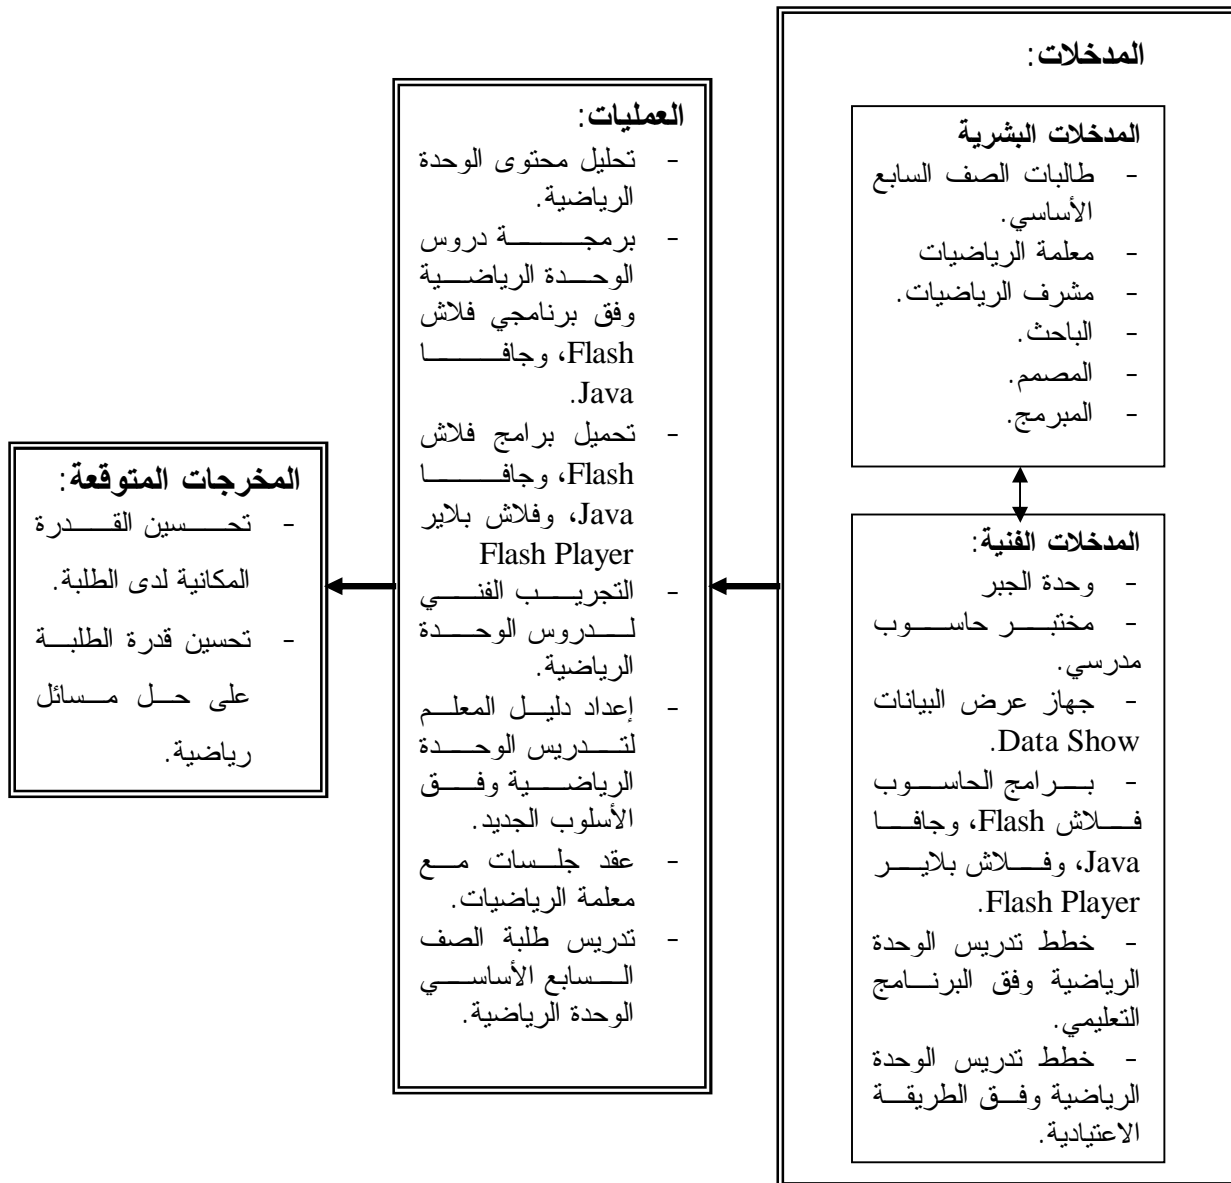 المدخلات:
المدخلات البشرية
- طالبات الصف السابع
الأساسي.
- معلمة الرياضيات
- مشرف الرياضيات.
- الباحث.
- المصمم.
- المبرمج.
المدخلات الفنية:
- وحدة الجبر
- مختبر حاسوب
مدرسي.
- جهاز عرض البيانات
Data Show.
- برامج الحاسوب
فلاش Flash، وجافا
Java، وفلاش بلاير
Flash Player.
- خطط تدريس الوحدة
الرياضية وفق البرنامج
التعليمي.
- خطط تدريس الوحدة
الرياضية وفق الطريقة
الاعتيادية.
العمليات:
- تحليل محتوى الوحدة
الرياضية.
- برمجة دروس
الوحدة الرياضية
وفق برنامجي فلاش
Flash، وجافا
Java.
- تحميل برامج فلاش
Flash، وجافا
Java، وفلاش بلاير
Flash Player
- التجريب الفني
لدروس الوحدة
الرياضية.
- إعداد دليل المعلم
لتدريس الوحدة
الرياضية وفق
الأسلوب الجديد.
- عقد جلسات مع
معلمة الرياضيات.
- تدريس طلبة الصف
السابع الأساسي
الوحدة الرياضية.
المخرجات المتوقعة:
- تحسين القدرة
المكانية لدى الطلبة.
- تحسين قدرة الطلبة
على حل مسائل
رياضية.